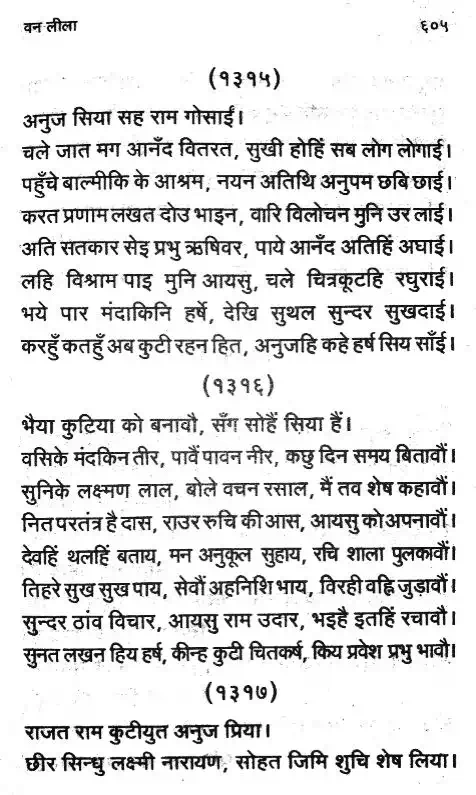 वन लीला ६०५
(१३१५)
अनुज सिया सह राम गोसाईं।
चले जात मग आनँद वितरत, सुखी होहिं सब लोग लोगाई।
पहुँचे बाल्मीकि के आश्रम, नयन अतिथि अनुपम छबि छाई।
करत प्रणाम लखत दोउ भाइन, वारि विलोचन मुनि उर लाई।
अति सतकार सेइ प्रभु ऋषिवर, पाये आनँद अतिहिं अघाई।
लहि विश्राम पाइ मुनि आयसु, चले चित्रकूटहि रघुराई।
भये पार मंदाकिनि हर्षे, देखि सुथल सुन्दर सुखदाई।
करहुँ कतहुँ अब कुटी रहन हित, अनुजहि कहे हर्ष सिय साँई।
(१३१६)
भैया कुटिया को बनावौ, सँग सोहैं सिया हैं।
वसिके मंदकिन तीर, पावैं पावन नीर, कछु दिन समय बितावौं।
सुनिके लक्ष्मण लाल, बोले वचन रसाल, मैं तव शेष कहावौं।
नित परतंत्र है दास, राउर रुचि की आस, आयसु को अपनावौं।
देवहिं थलहिं बताय, मन अनुकूल सुहाय, रचि शाला पुलकावौं।
तिहरे सुख सुख पाय, सेवौं अहनिशि भाय, विरही वह्नि जुड़ावौं।
सुन्दर ठांव विचार, आयसु राम उदार, भइहै इतहिं रचावौ।
सुनत लखन हिय हर्ष, कीन्ह कुटी चितकर्ष, किय प्रवेश प्रभु भावौ।
(१३१७)
राजत राम कुटीयुत अनुज प्रिया।
छीर सिन्धु लक्ष्मी नारायण, सोहत जिमि शुचि शेष लिया।